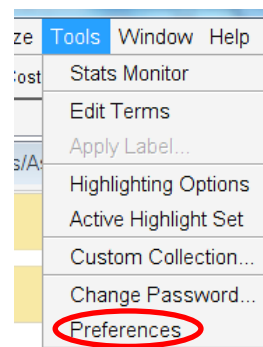 ze Tools Window Help
Cost Stats Monitor
Edit Terms
s/A Apply Label...
Highlighting Options
Active Highlight Set
Custom Collection...
Change Password...
Preferences